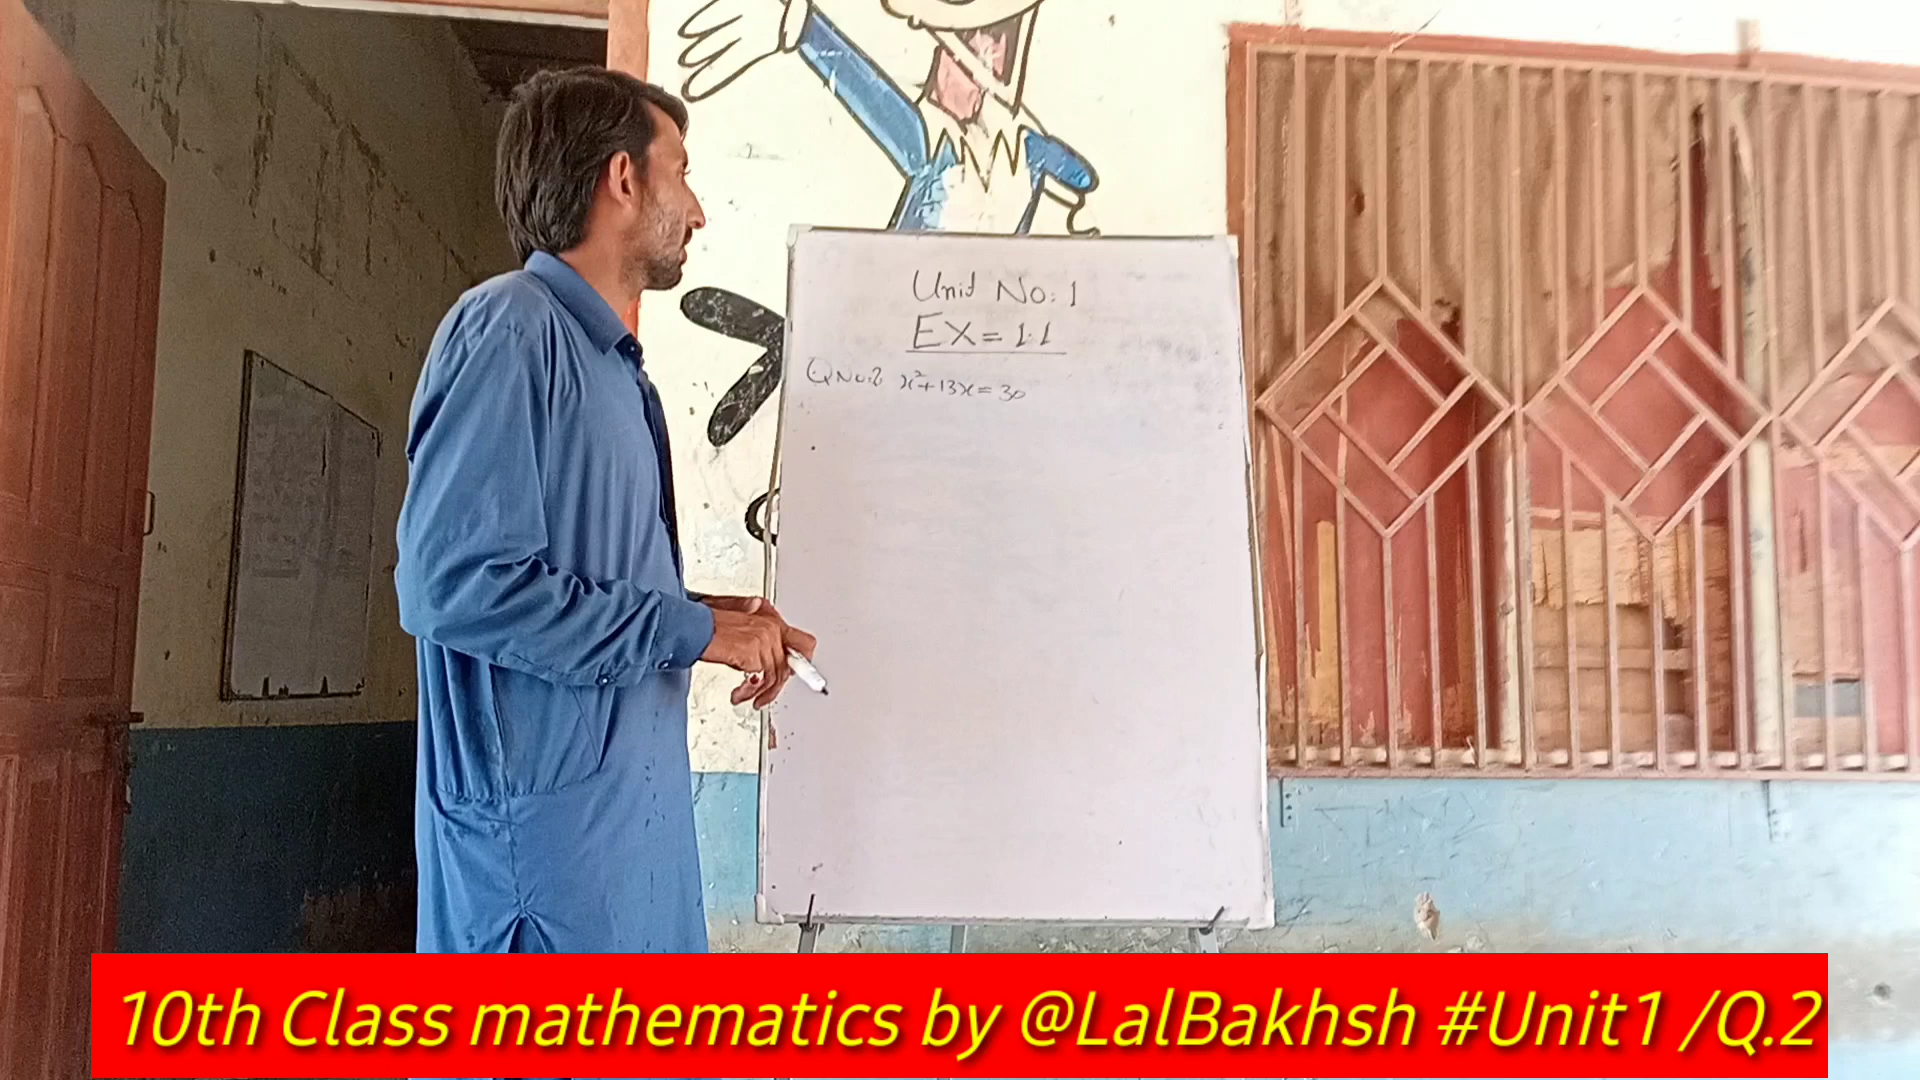 Unit No: 1
EX = 1.1
Q No:2 x²+13x=30
10th Class mathematics by @LalBakhsh #Unit1 /Q.2